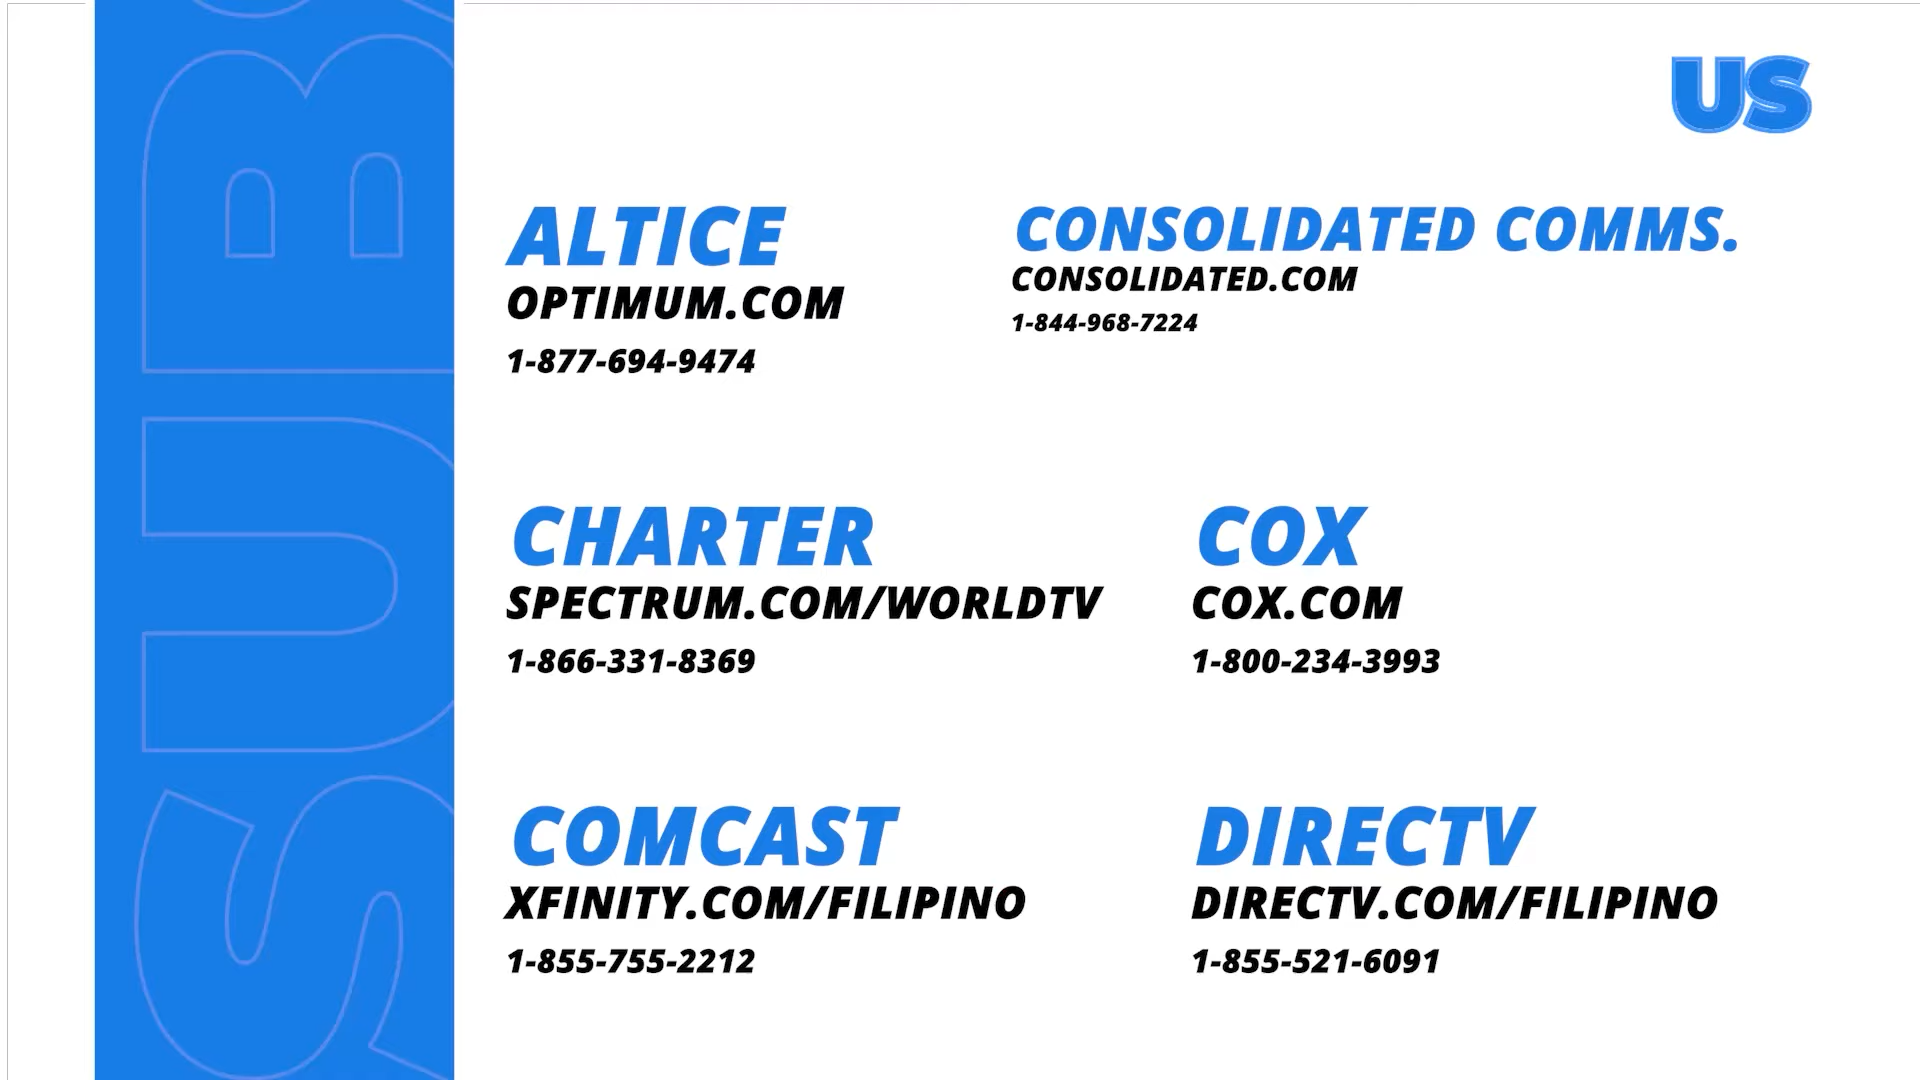 US
ALTICE
OPTIMUM.COM
1-877-694-9474
CONSOLIDATED COMMS.
CONSOLIDATED.COM
1-844-968-7224
CHARTER
SPECTRUM.COM/WORLDTV
1-866-331-8369
COX
COX.COM
1-800-234-3993
COMCAST
XFINITY.COM/FILIPINO
1-855-755-2212
DIRECTV
DIRECTV.COM/FILIPINO
1-855-521-6091
SUB